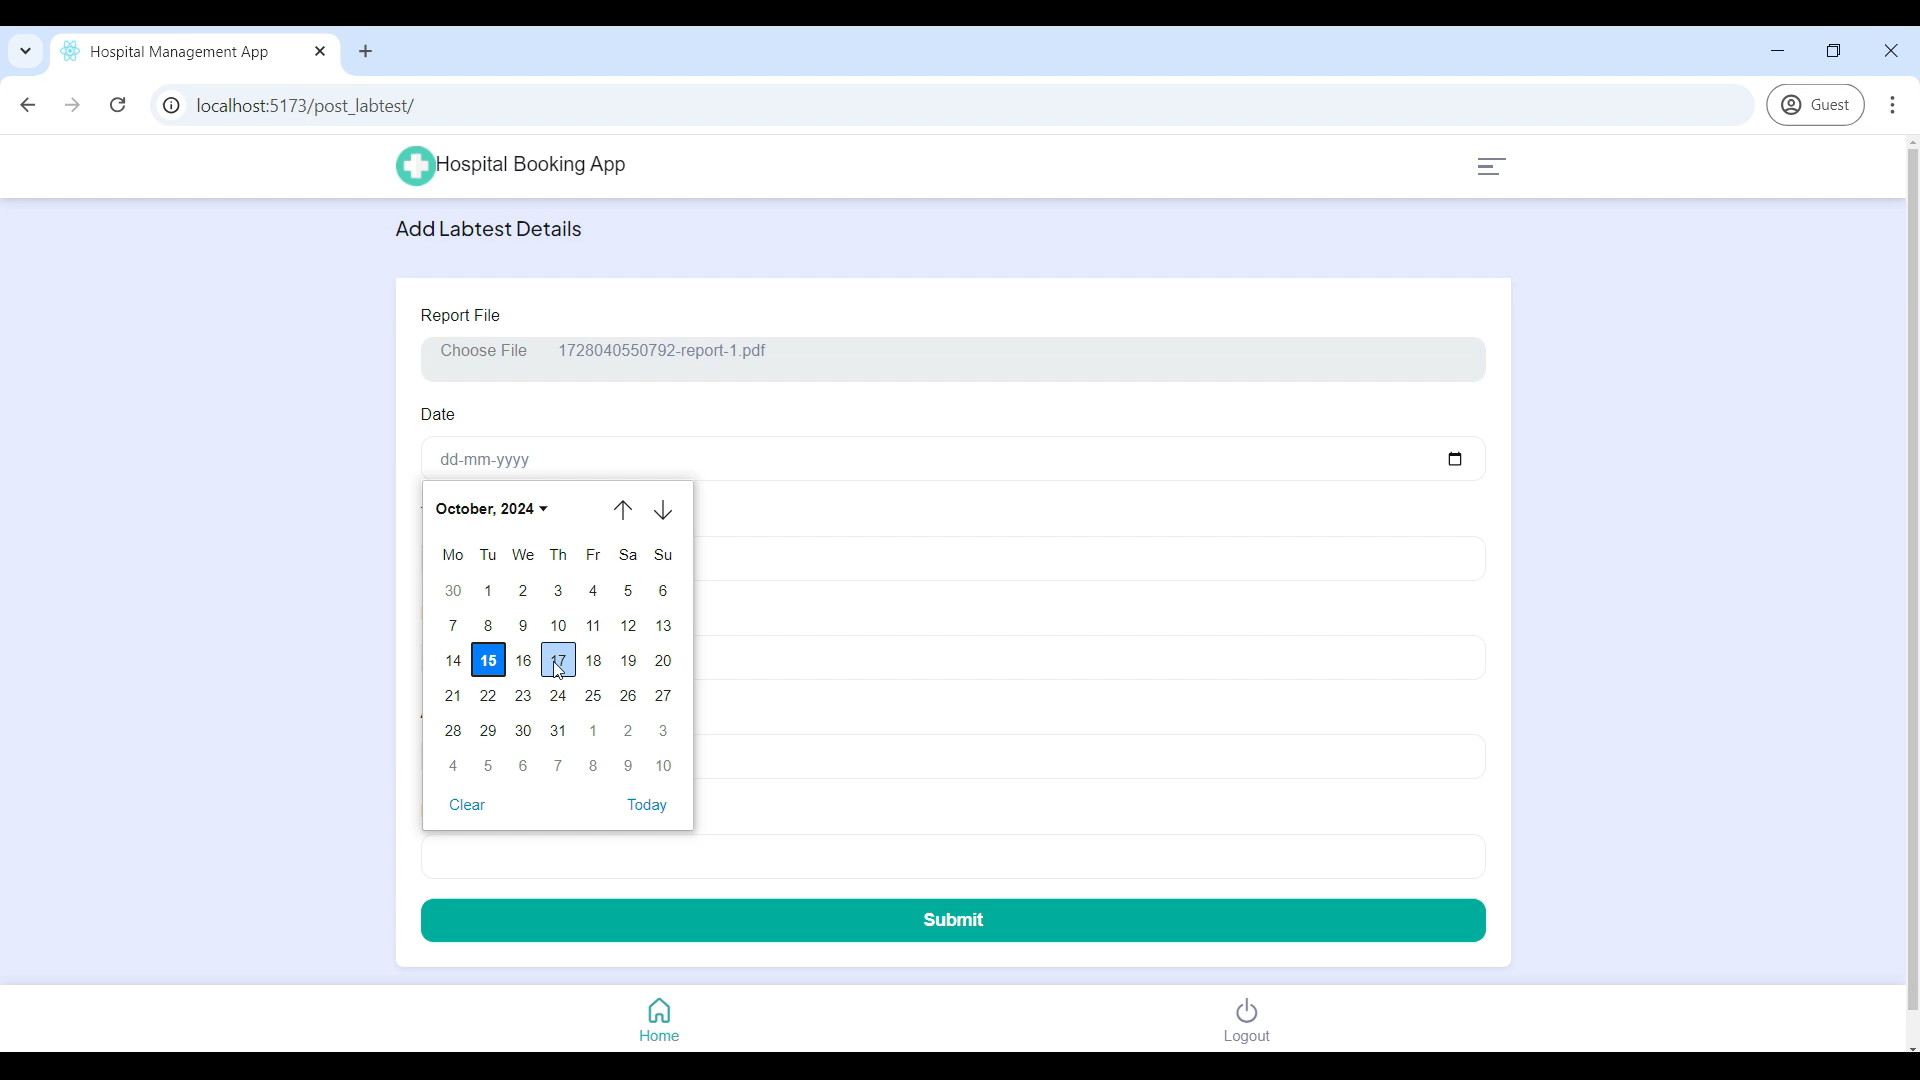 Hospital Management App
localhost:5173/post_labtest/
Guest
Hospital Booking App
Add Labtest Details
Report File
Choose File 1728040550792-report-1.pdf
Date
dd-mm-yyyy
October, 2024
Mo Tu We Th Fr Sa Su
30 1 2 3 4 5 6
7 8 9 10 11 12 13
14 15 16 17 18 19 20
21 22 23 24 25 26 27
28 29 30 31 1 2 3
4 5 6 7 8 9 10
Clear Today
Submit
Home Logout